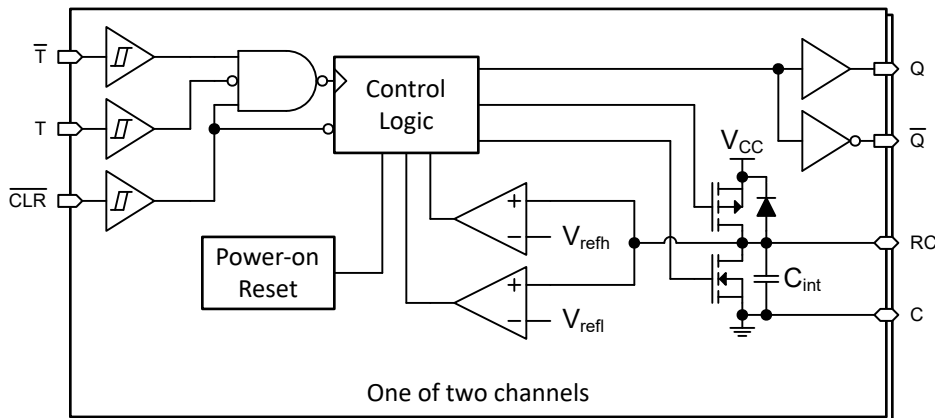 T̅
T
C̅L̅R̅
Control
Logic
Power-on
Reset
+
−
V_refh
+
−
V_refl
V_CC
C_int
Q
Q̅
RC
C
One of two channels